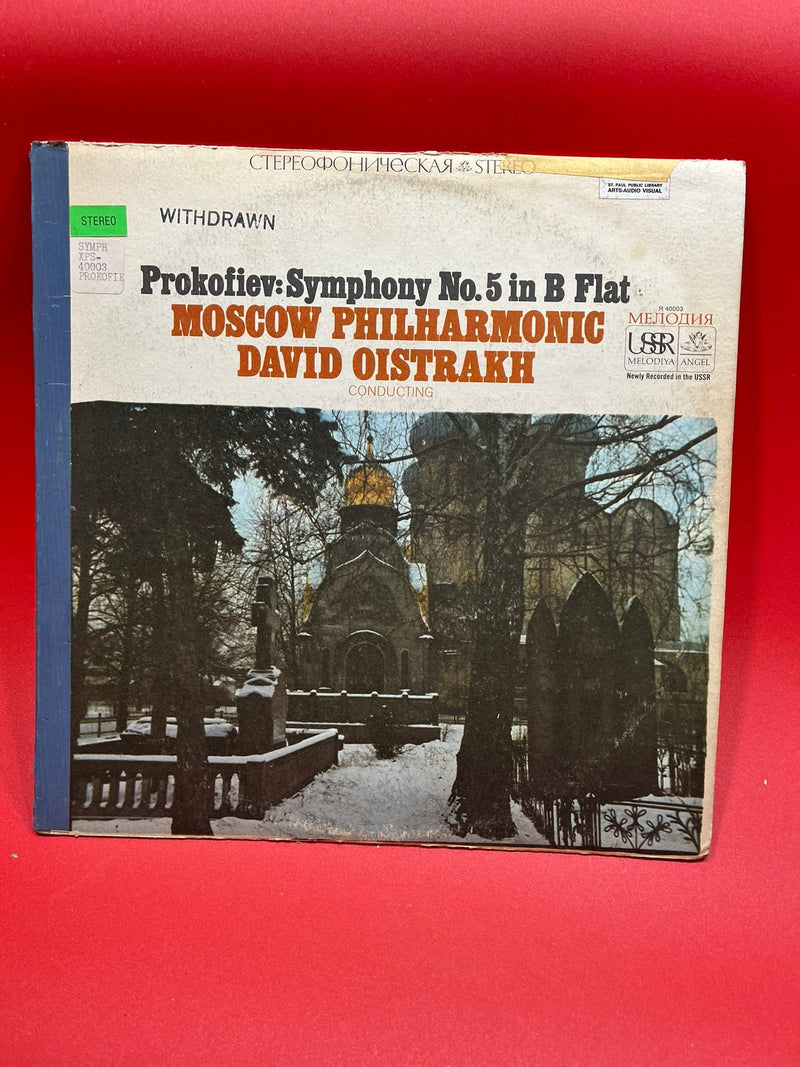 СТЕРЕОФОНИЧЕСКАЯ STEREO
ST. PAUL PUBLIC LIBRARY
ARTS-AUDIO VISUAL
STEREO
WITHDRAWN
SYMPH
XPS-
40003
PROKOFIE
Prokofiev: Symphony No. 5 in B Flat
MOSCOW PHILHARMONIC
DAVID OISTRAKH
CONDUCTING
R 40003
МЕЛОДИЯ
USSR
MELODIYA ANGEL
Newly Recorded in the USSR